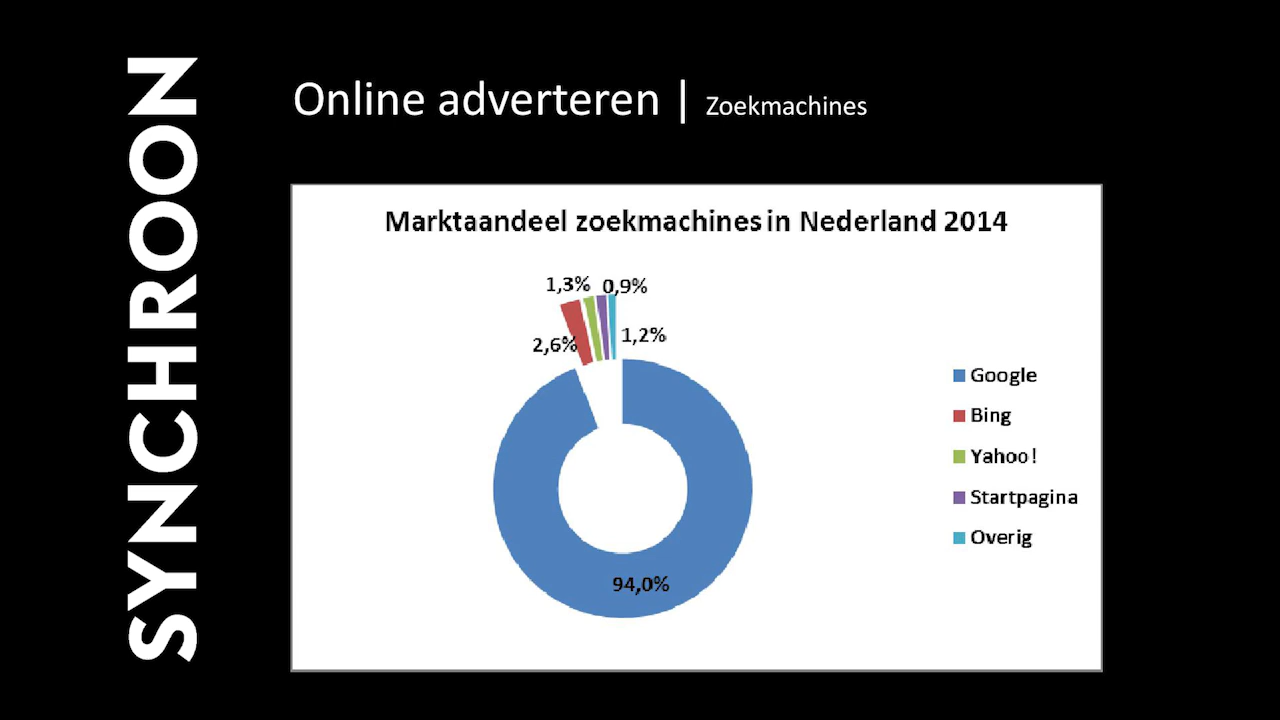 SYNCHROON
Online adverteren | Zoekmachines
Marktaandeel zoekmachines in Nederland 2014
1,3% 0,9%
2,6% 1,2%
94,0%
Google
Bing
Yahoo!
Startpagina
Overig